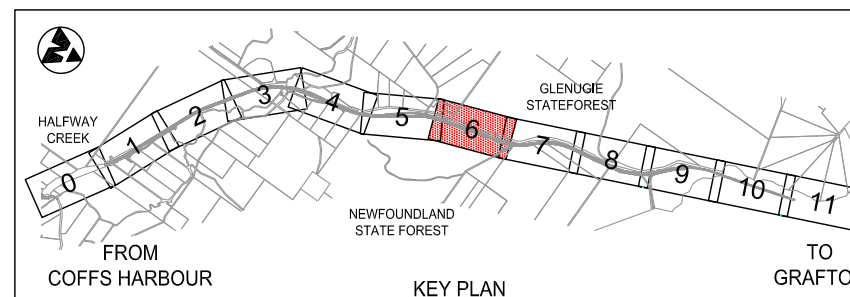 HALFWAY
CREEK
0
1
2
3
4
5
6
7
8
9
10
11
GLENUGIE
STATEFOREST
NEWFOUNDLAND
STATE FOREST
FROM
COFFS HARBOUR
KEY PLAN
TO
GRAFTO